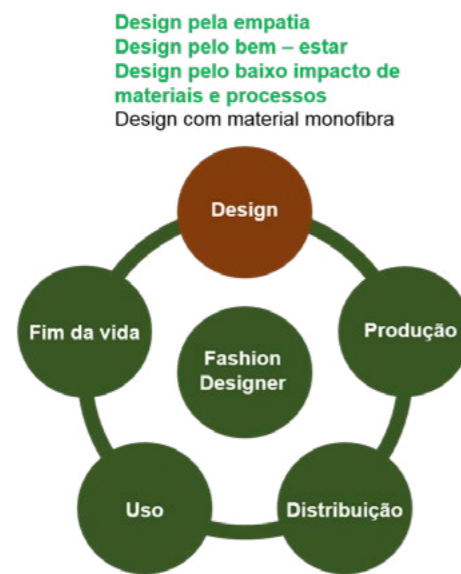 Design pela empatia
Design pelo bem – estar
Design pelo baixo impacto de
materiais e processos
Design com material monofibra
Design
Fim da vida
Produção
Fashion
Designer
Uso
Distribuição